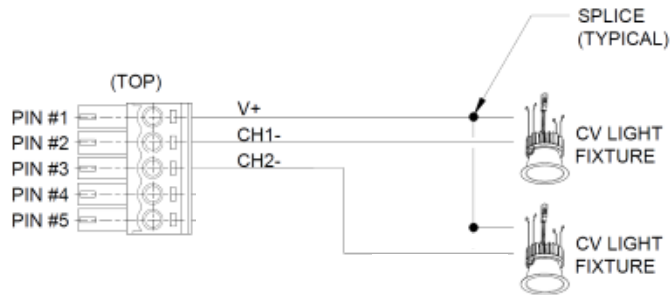 SPLICE
(TYPICAL)
(TOP)
PIN #1
V+
PIN #2
CH1-
CV LIGHT
FIXTURE
PIN #3
CH2-
PIN #4
PIN #5
CV LIGHT
FIXTURE